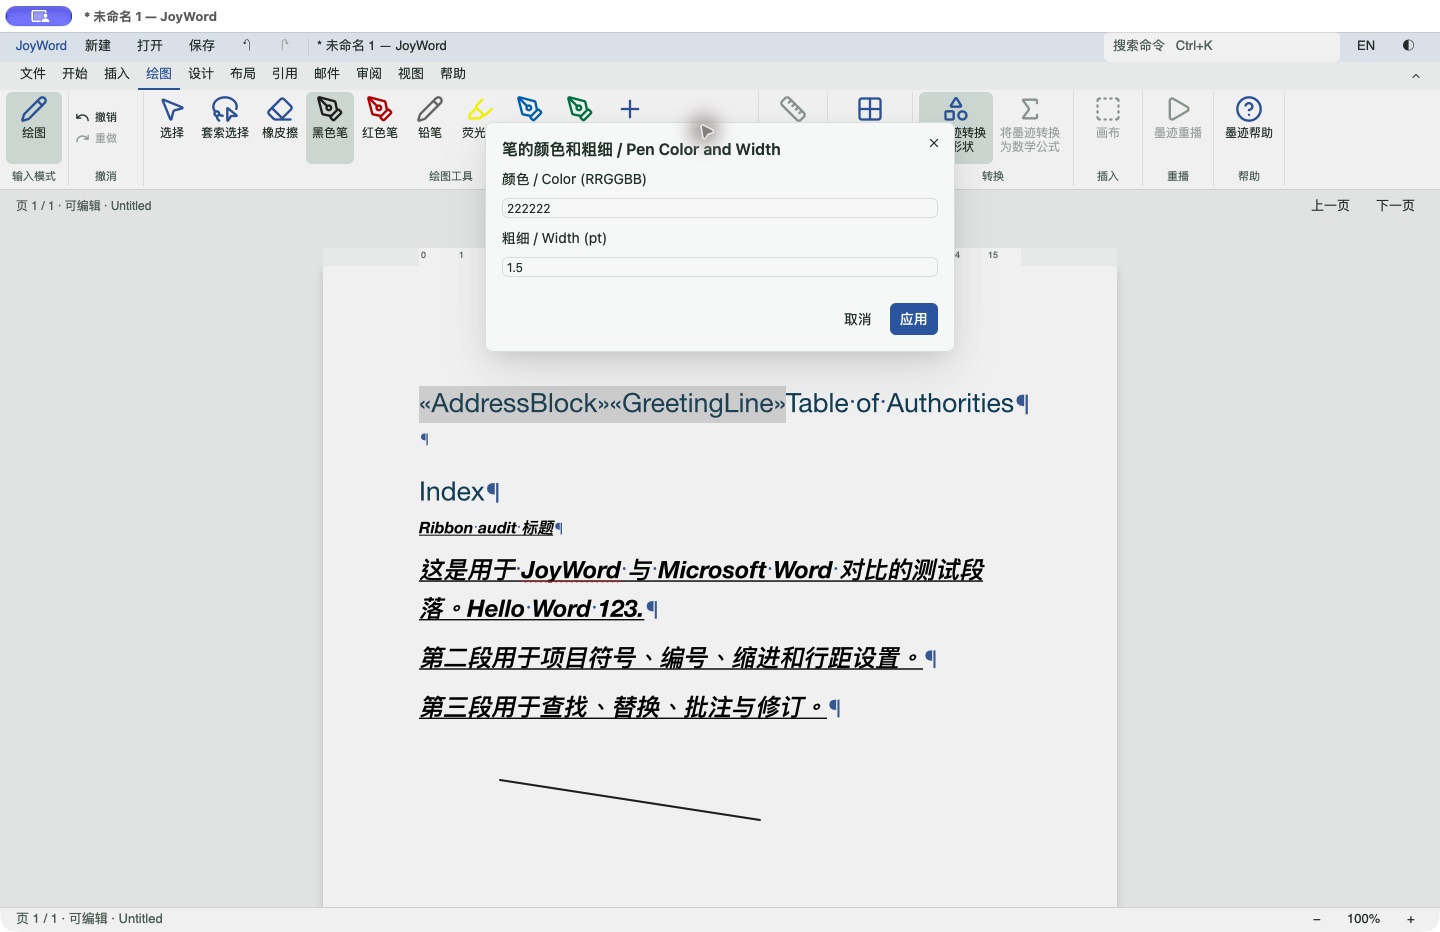 * 未命名 1 — JoyWord
JoyWord 新建 打开 保存 * 未命名 1 — JoyWord 搜索命令 Ctrl+K EN
文件 开始 插入 绘图 设计 布局 引用 邮件 审阅 视图 帮助
绘图 撤销 重做 选择 套索选择 橡皮擦 黑色笔 红色笔 铅笔 荧光
迹转换
形状
将墨迹转换
为数学公式
画布 墨迹重播 墨迹帮助
输入模式 撤消 绘图工具 转换 插入 重播 帮助
笔的颜色和粗细 / Pen Color and Width
颜色 / Color (RRGGBB)
222222
粗细 / Width (pt)
1.5
取消 应用
页 1 / 1 · 可编辑 · Untitled 上一页 下一页
0 1 4 15
«AddressBlock»«GreetingLine»Table·of·Authorities¶
¶
Index¶
Ribbon·audit·标题¶
这是用于·JoyWord·与·Microsoft·Word·对比的测试段
落。Hello·Word·123.¶
第二段用于项目符号、编号、缩进和行距设置。¶
第三段用于查找、替换、批注与修订。¶
页 1 / 1 · 可编辑 · Untitled − 100% +